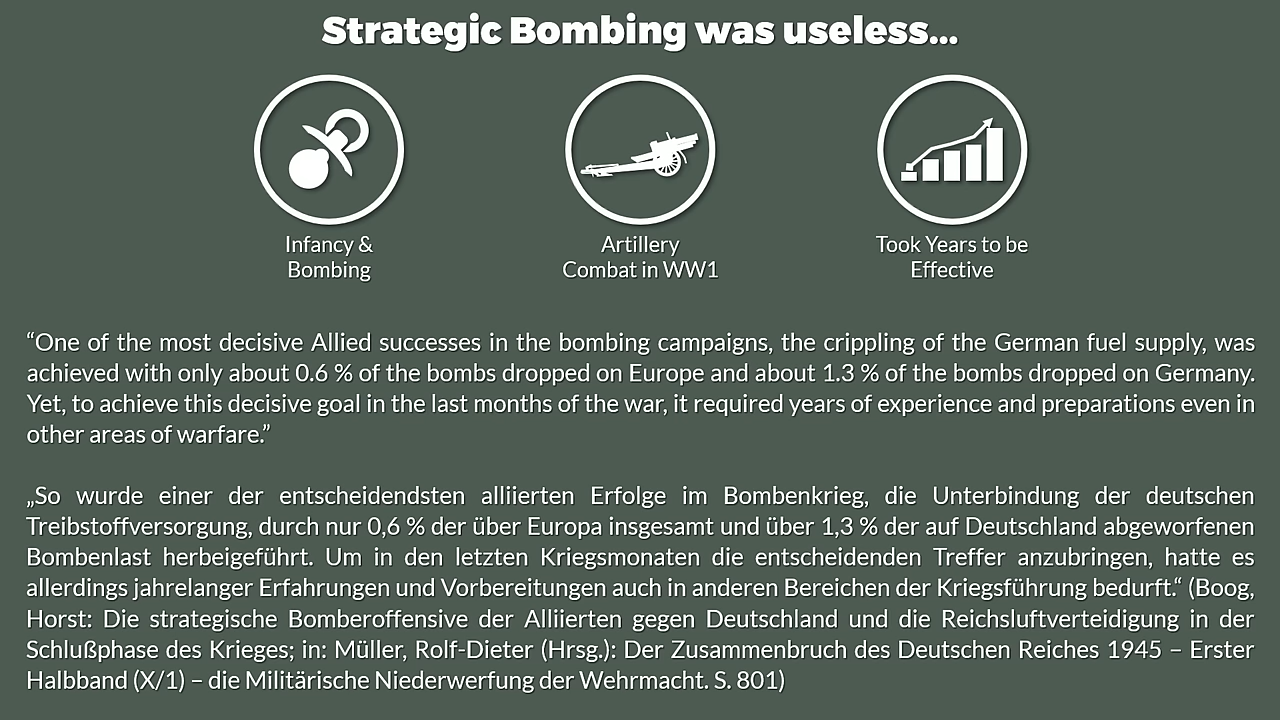 Strategic Bombing was useless...
Infancy &
Bombing
Artillery
Combat in WW1
Took Years to be
Effective
“One of the most decisive Allied successes in the bombing campaigns, the crippling of the German fuel supply, was
achieved with only about 0.6 % of the bombs dropped on Europe and about 1.3 % of the bombs dropped on Germany.
Yet, to achieve this decisive goal in the last months of the war, it required years of experience and preparations even in
other areas of warfare.”
„So wurde einer der entscheidendsten alliierten Erfolge im Bombenkrieg, die Unterbindung der deutschen
Treibstoffversorgung, durch nur 0,6 % der über Europa insgesamt und über 1,3 % der auf Deutschland abgeworfenen
Bombenlast herbeigeführt. Um in den letzten Kriegsmonaten die entscheidenden Treffer anzubringen, hatte es
allerdings jahrelanger Erfahrungen und Vorbereitungen auch in anderen Bereichen der Kriegsführung bedurft.“ (Boog,
Horst: Die strategische Bomberoffensive der Alliierten gegen Deutschland und die Reichsluftverteidigung in der
Schlußphase des Krieges; in: Müller, Rolf-Dieter (Hrsg.): Der Zusammenbruch des Deutschen Reiches 1945 – Erster
Halbband (X/1) – die Militärische Niederwerfung der Wehrmacht. S. 801)